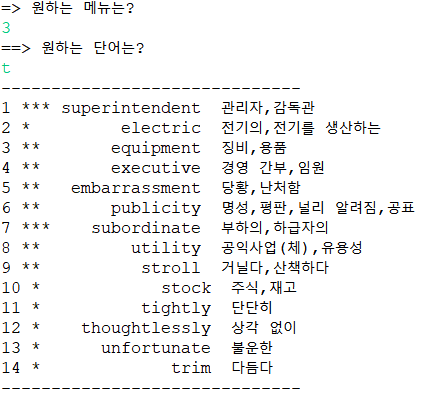 => 원하는 메뉴는?
3
==> 원하는 단어는?
t
------------------------------
1 *** superintendent 관리자,감독관
2 * electric 전기의,전기를 생산하는
3 ** equipment 징비,용품
4 ** executive 경영 간부,임원
5 ** embarrassment 당황,난처함
6 ** publicity 명성,평판,널리 알려짐,공표
7 *** subordinate 부하의,하급자의
8 ** utility 공익사업(체),유용성
9 ** stroll 거닐다,산책하다
10 * stock 주식,재고
11 * tightly 단단히
12 * thoughtlessly 상각 없이
13 * unfortunate 불운한
14 * trim 다듬다
------------------------------